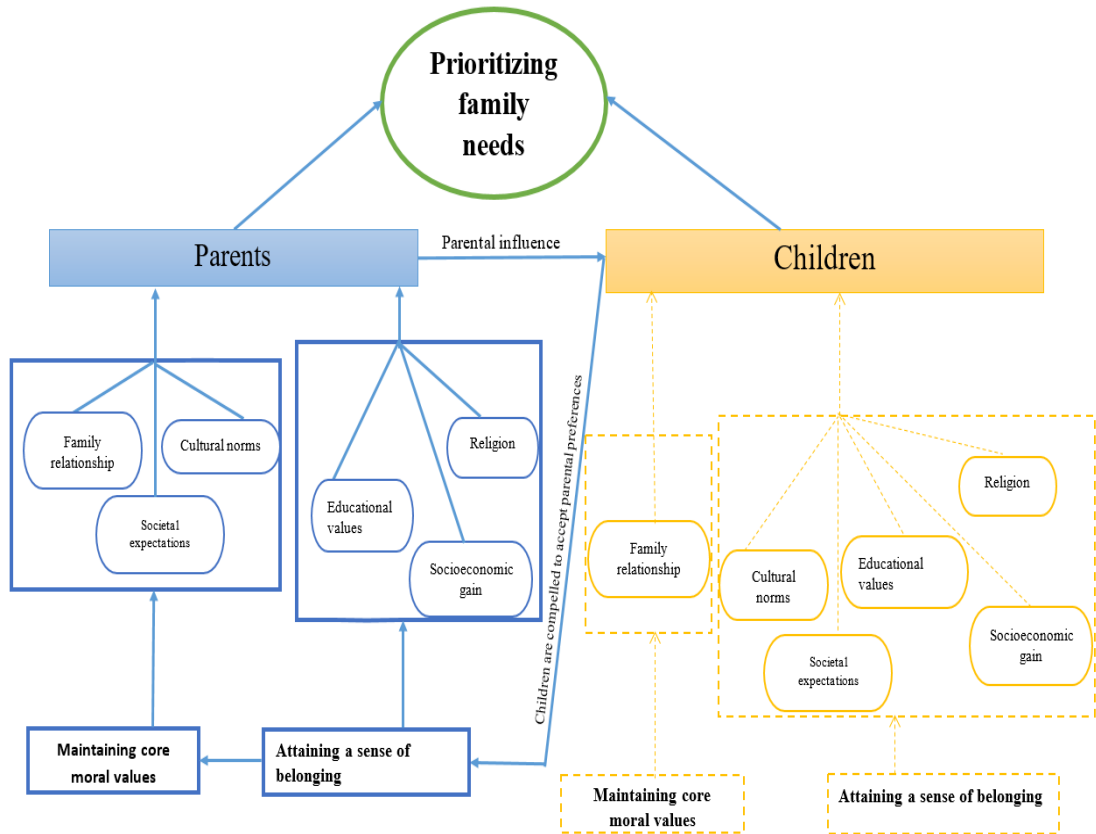 Prioritizing
family
needs
Parental influence
Parents
Children
Family
relationship
Cultural norms
Societal
expectations
Religion
Educational
values
Socioeconomic
gain
Children are compelled to accept parental preferences
Family
relationship
Cultural
norms
Educational
values
Religion
Societal
expectations
Socioeconomic
gain
Maintaining core
moral values
Attaining a sense of
belonging
Maintaining core
moral values
Attaining a sense of belonging